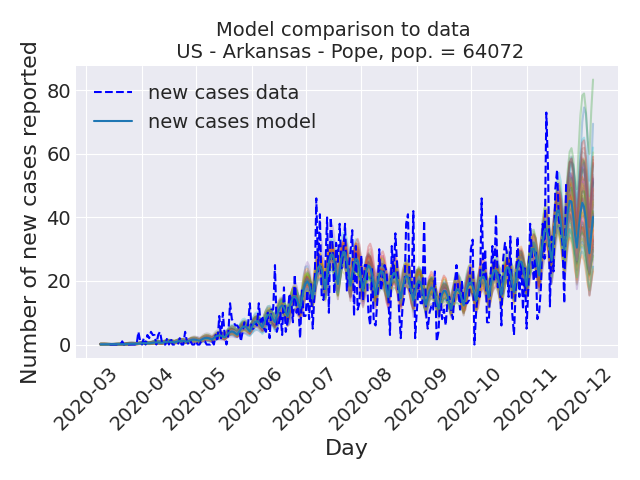 Model comparison to data
US - Arkansas - Pope, pop. = 64072
Number of new cases reported
80
60
40
20
0
new cases data
new cases model
2020-03
2020-04
2020-05
2020-06
2020-07
2020-08
2020-09
2020-10
2020-11
2020-12
Day